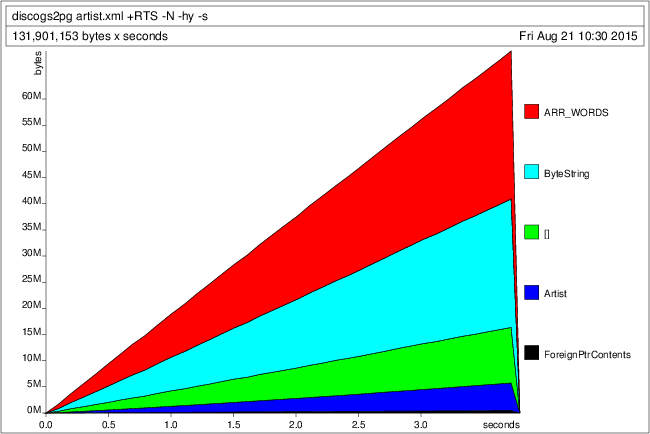 discogs2pg artist.xml +RTS -N -hy -s
131,901,153 bytes x seconds Fri Aug 21 10:30 2015
bytes
60M
55M
50M
45M
40M
35M
30M
25M
20M
15M
10M
5M
0M
0.0 0.5 1.0 1.5 2.0 2.5 3.0 seconds
ARR_WORDS
ByteString
[]
Artist
ForeignPtrContents